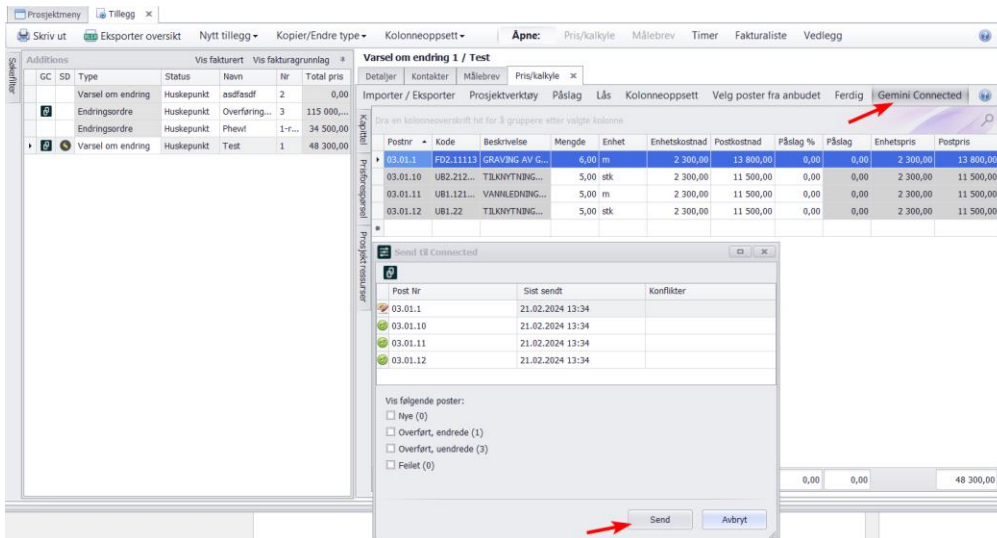 Prosjektmeny Tillegg
Skriv ut Eksporter oversikt Nytt tillegg Kopier/Endre type Kolonneoppsett Åpne: Pris/kalkyle Målebrev Timer Fakturaliste Vedlegg
Søkefilter
Additions Vis fakturert Vis fakturagrunnlag
GC SD Type Status Navn Nr Total pris
Varsel om endring Huskepunkt asdfasdf 2 0,00
Endringsordre Huskepunkt Overføring... 3 115 000,...
Endringsordre Huskepunkt Phew! 1-r... 34 500,00
Varsel om endring Huskepunkt Test 1 48 300,00
Varsel om endring 1 / Test
Detaljer Kontakter Målebrev Pris/kalkyle
Importer / Eksporter Prosjektverktøy Påslag Lås Kolonneoppsett Velg poster fra anbudet Ferdig Gemini Connected
Kapittel
Prisforespørsel
Prosjekt ressurser
Dra en kolonneoverskrift hit for å gruppere etter valgte kolonne
Postnr Kode Beskrivelse Mengde Enhet Enhetskostnad Postkostnad Påslag % Påslag Enhetspris Postpris
03.01.1 FD2.11113 GRAVING AV G... 6,00 m 2 300,00 13 800,00 0,00 0,00 2 300,00 13 800,00
03.01.10 UB2.212... TILKNYTNING... 5,00 stk 2 300,00 11 500,00 0,00 0,00 2 300,00 11 500,00
03.01.11 UB1.121... VANNLEDNING... 5,00 m 2 300,00 11 500,00 0,00 0,00 2 300,00 11 500,00
03.01.12 UB1.22 TILKNYTNING... 5,00 stk 2 300,00 11 500,00 0,00 0,00 2 300,00 11 500,00
Send til Connected
Post Nr Sist sendt Konflikter
03.01.1 21.02.2024 13:34
03.01.10 21.02.2024 13:34
03.01.11 21.02.2024 13:34
03.01.12 21.02.2024 13:34
Vis følgende poster:
Nye (0)
Overført, endrede (1)
Overført, uendrede (3)
Feilet (0)
0,00 0,00 48 300,00
Send Avbryt